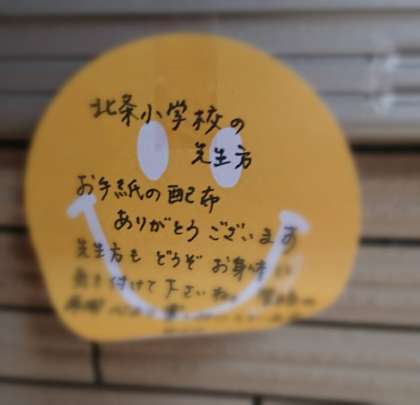 北条小学校の
先生方
お手紙の配布
ありがとうございます
先生方も どうぞ お身体に
気を付けて下さいね。